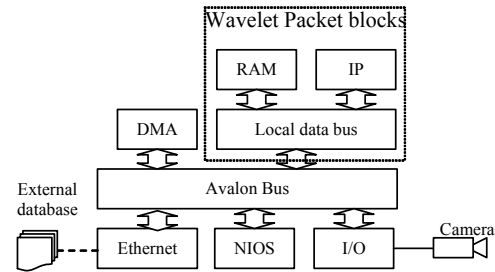 Wavelet Packet blocks
RAM
IP
DMA
Local data bus
Avalon Bus
External
database
Ethernet
NIOS
I/O
Camera